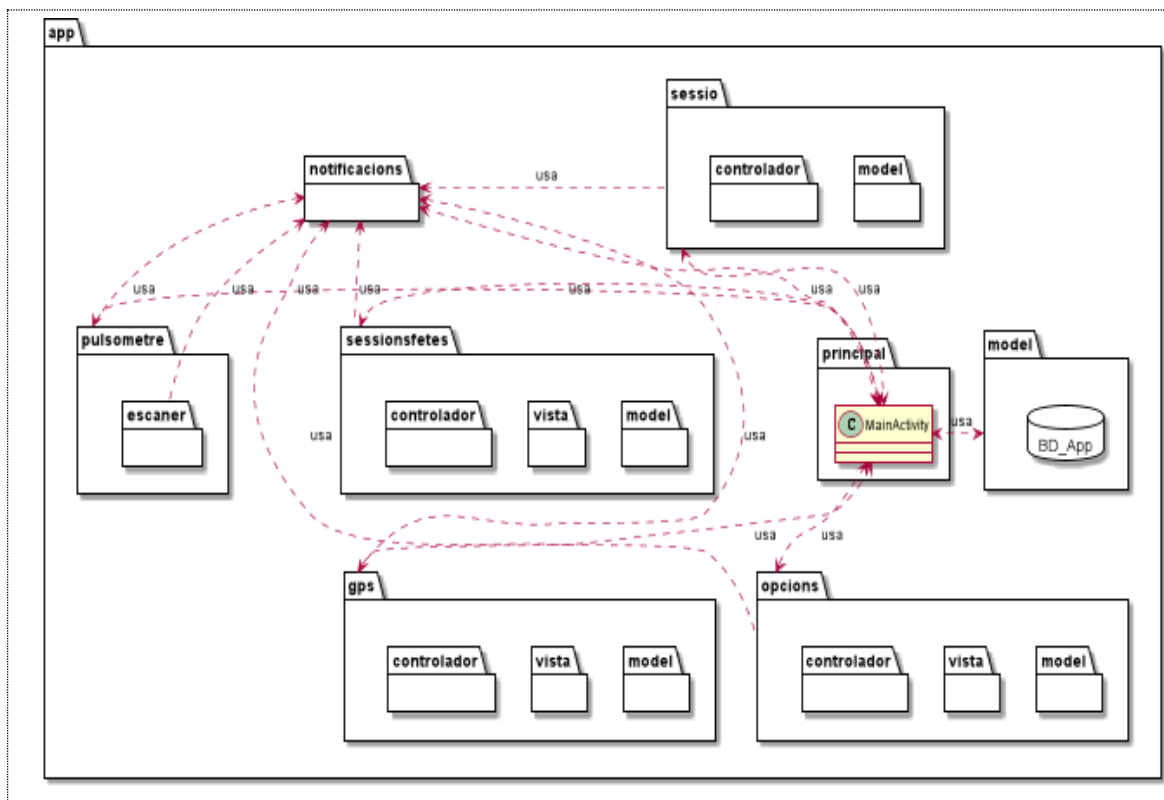 app
sessio
notificacions
controlador
model
usa
usa
usa
usa
usa
usa
usa
usa
pulsometre
sessionsfetes
principal
model
escaner
controlador
vista
model
C MainActivity
usa
BD_App
usa
usa
usa
usa
gps
opcions
controlador
vista
model
controlador
vista
model